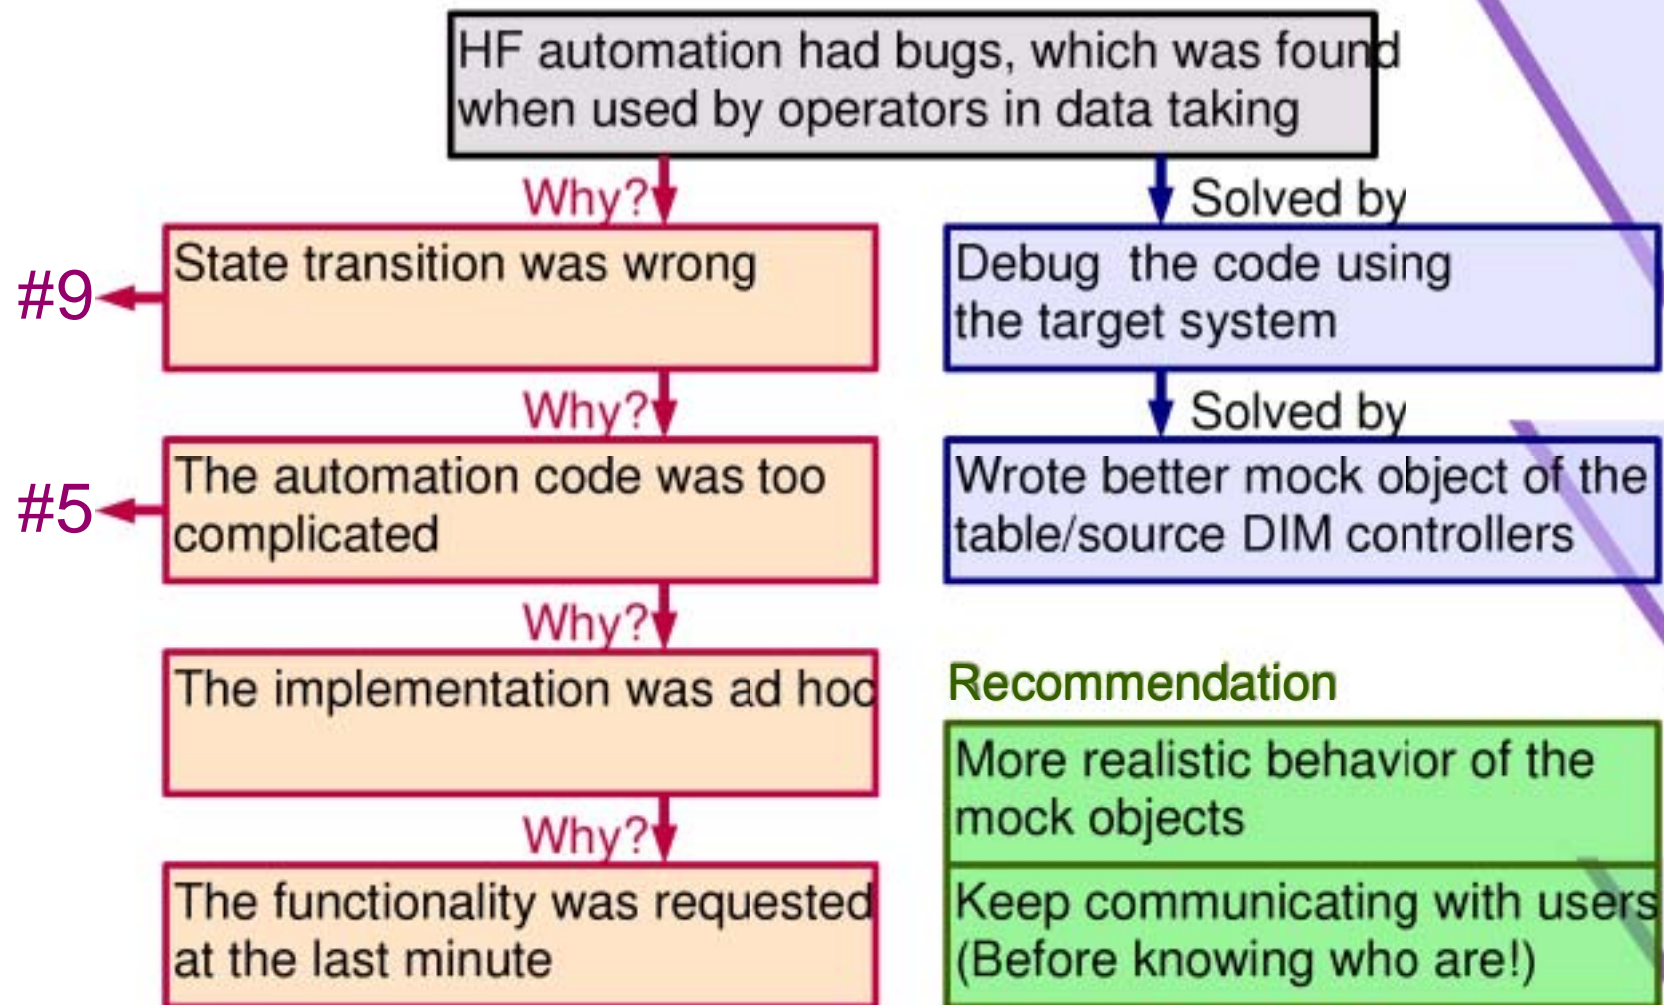 HF automation had bugs, which was found
when used by operators in data taking
Why?
Solved by
#9
State transition was wrong
Debug the code using
the target system
Why?
Solved by
#5
The automation code was too
complicated
Wrote better mock object of the
table/source DIM controllers
Why?
The implementation was ad hoc
Recommendation
More realistic behavior of the
mock objects
Why?
The functionality was requested
at the last minute
Keep communicating with users
(Before knowing who are!)